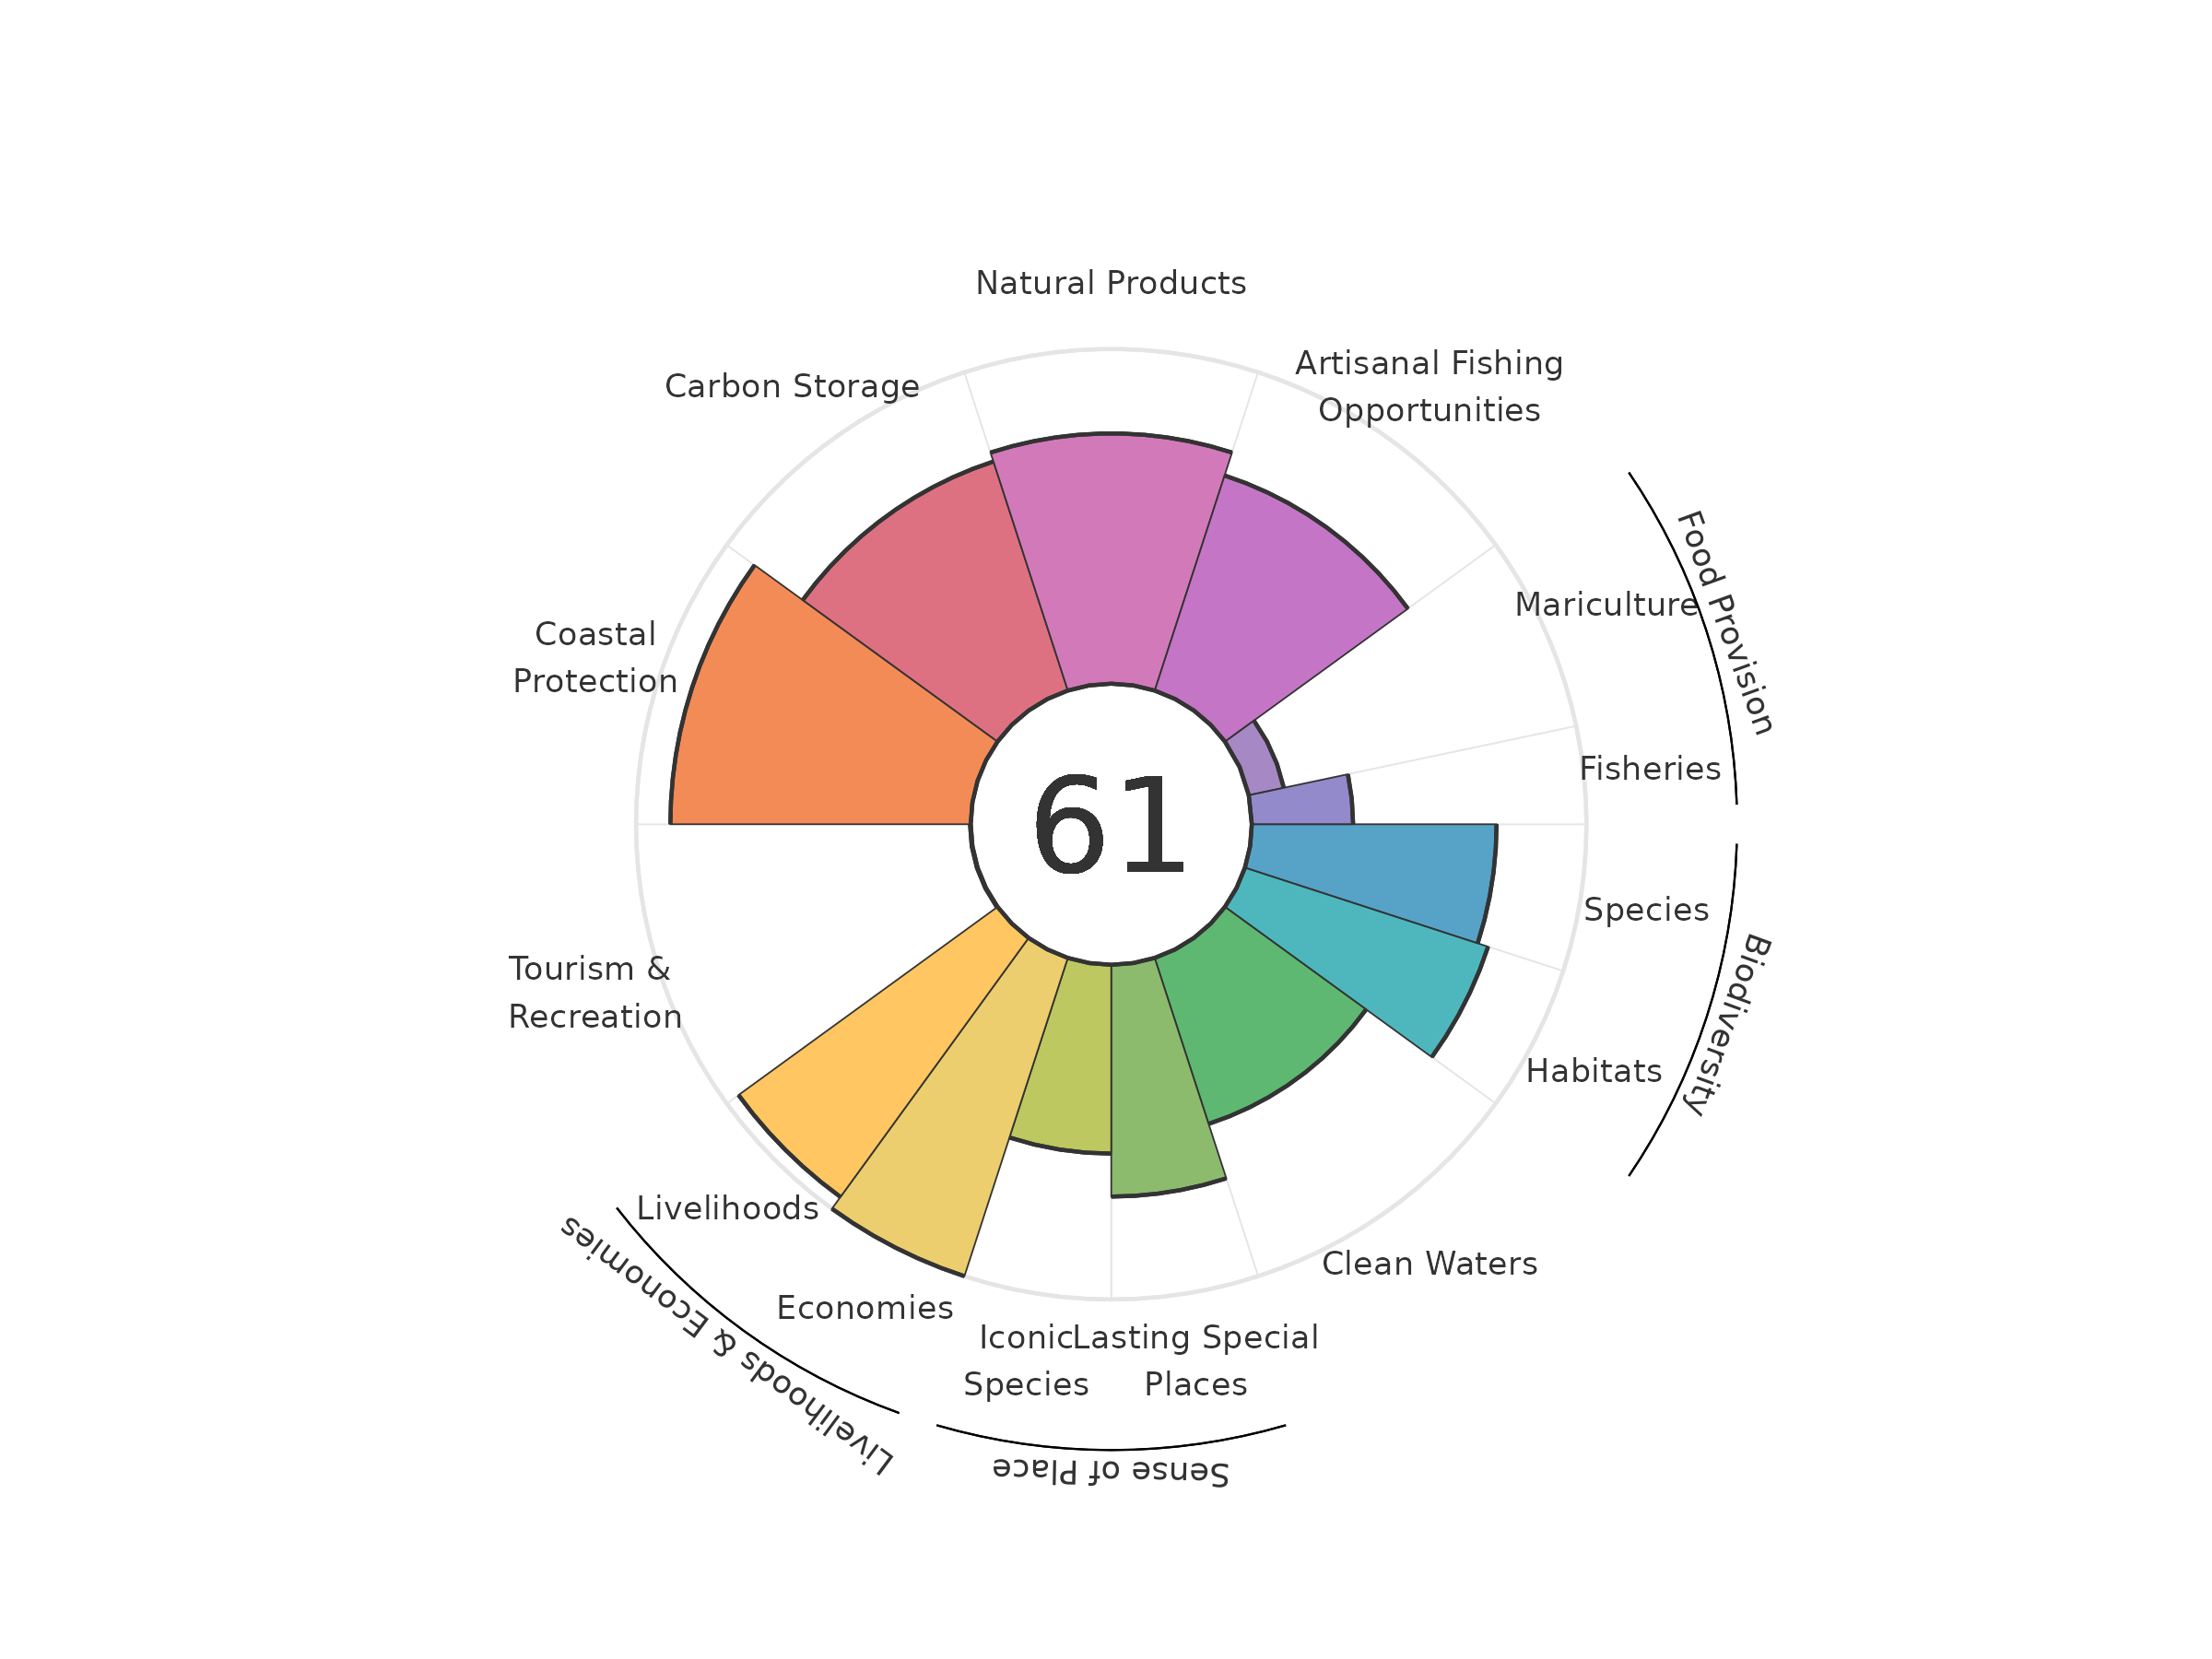 Natural Products
Carbon Storage
Artisanal Fishing
Opportunities
Food Provision
Mariculture
Coastal
Protection
Fisheries
61
Species
Biodiversity
Tourism &
Recreation
Habitats
Livelihoods
Clean Waters
Livelihoods & Economies
Economies
Iconic
Species
Lasting Special
Places
Sense of Place